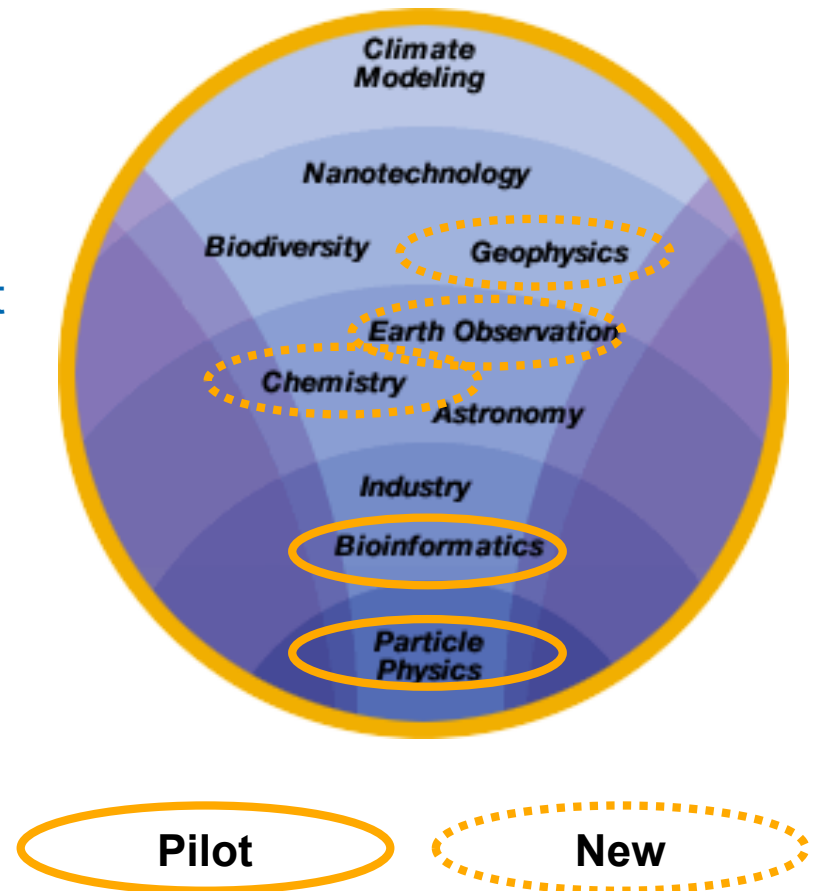 Climate
Modeling
Nanotechnology
Biodiversity
Geophysics
Earth Observation
Chemistry
Astronomy
Industry
Bioinformatics
Particle
Physics
Pilot
New